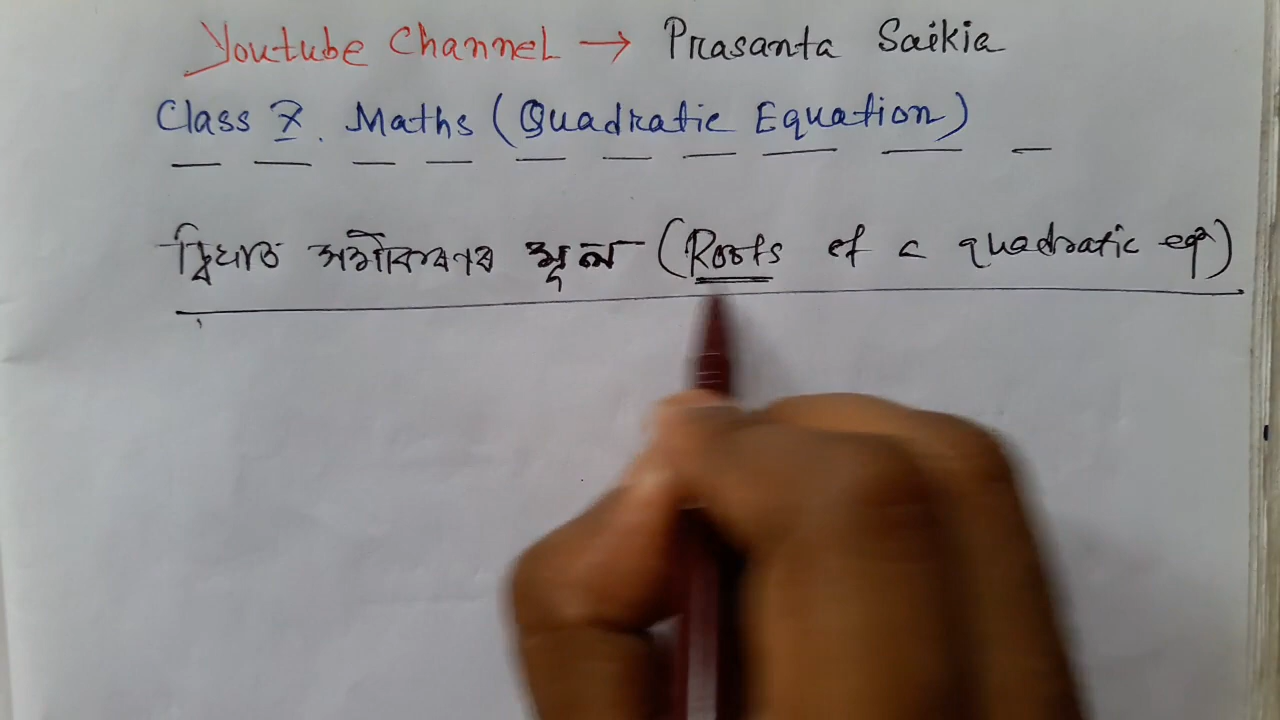 Youtube Channel → Prasanta Saikia
Class X. Maths (Quadratic Equation)
দ্বিঘাত সমীকৰণৰ মূল (Roots of a quadratic eqn)